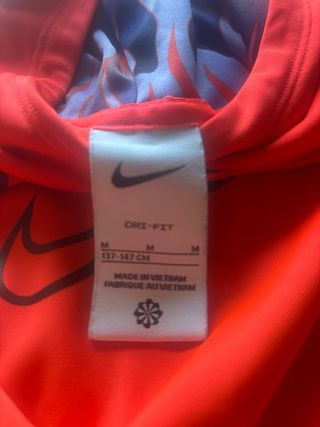 DRI-FIT
M M M
137-147 CM
MADE IN VIETNAM
FABRIQUE AU VIETNAM